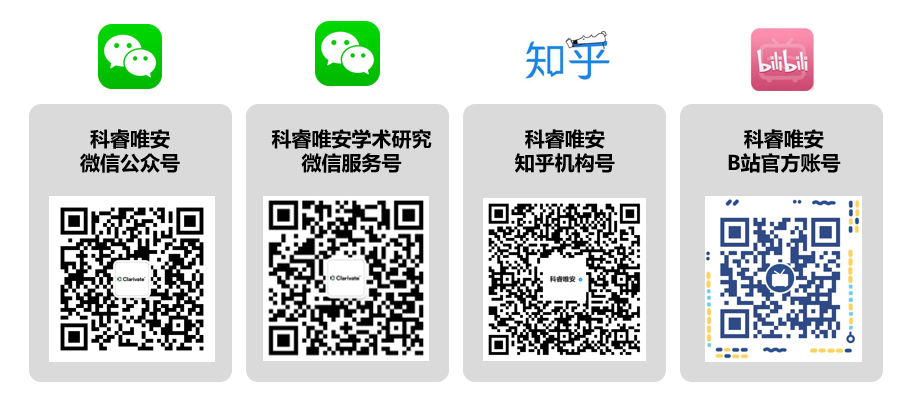 知乎
bilibili
科睿唯安
微信公众号
科睿唯安学术研究
微信服务号
科睿唯安
知乎机构号
科睿唯安
B站官方账号
Clarivate
Clarivate
科睿唯安